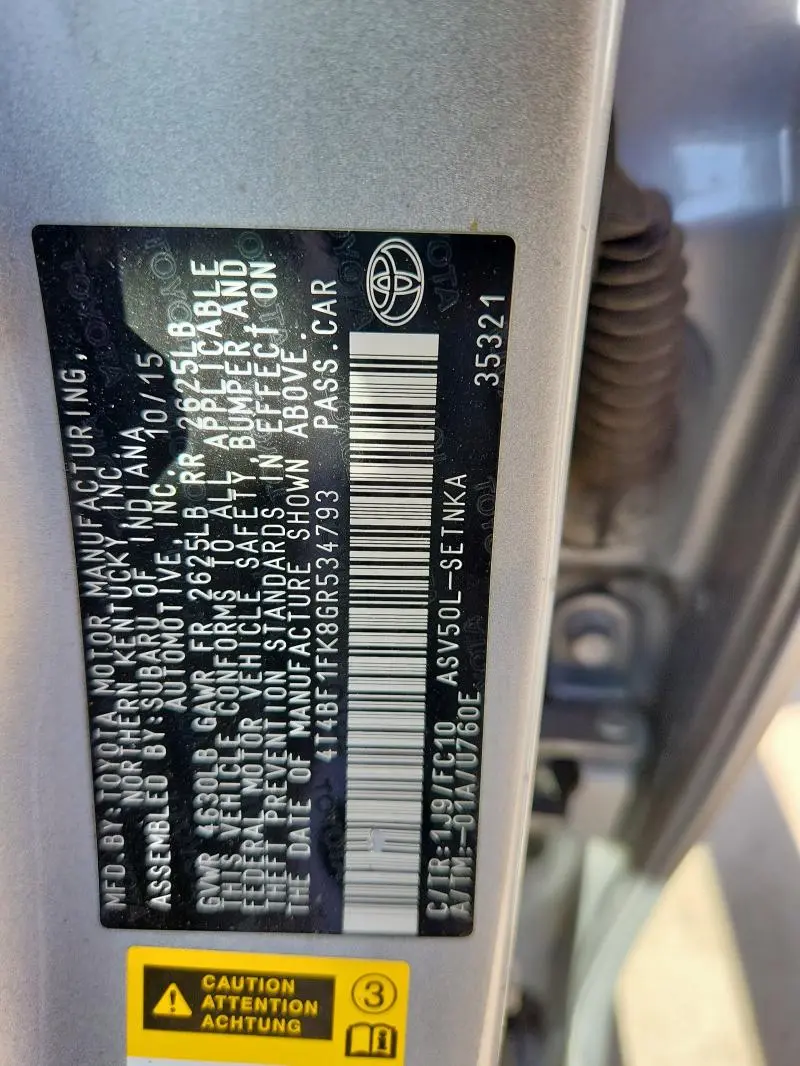 MFD.BY:TOYOTA MOTOR MANUFACTURING,
NORTHERN KENTUCKY, INC.
ASSEMBLED BY:SUBARU OF INDIANA
AUTOMOTIVE,INC. 10/15
GVWR 4630LB GAWR FR 2625LB RR 2625LB
THIS VEHICLE CONFORMS TO ALL APPLICABLE
FEDERAL MOTOR VEHICLE SAFETY, BUMPER AND
THEFT PREVENTION STANDARDS IN EFFECT ON
THE DATE OF MANUFACTURE SHOWN ABOVE.
4T4BF1FK8GR534793 PASS.CAR
C/TR:1J9/FC10 ASV50L-SETNKA 35321
A/TM:-01A/U760E
CAUTION
ATTENTION
ACHTUNG
3